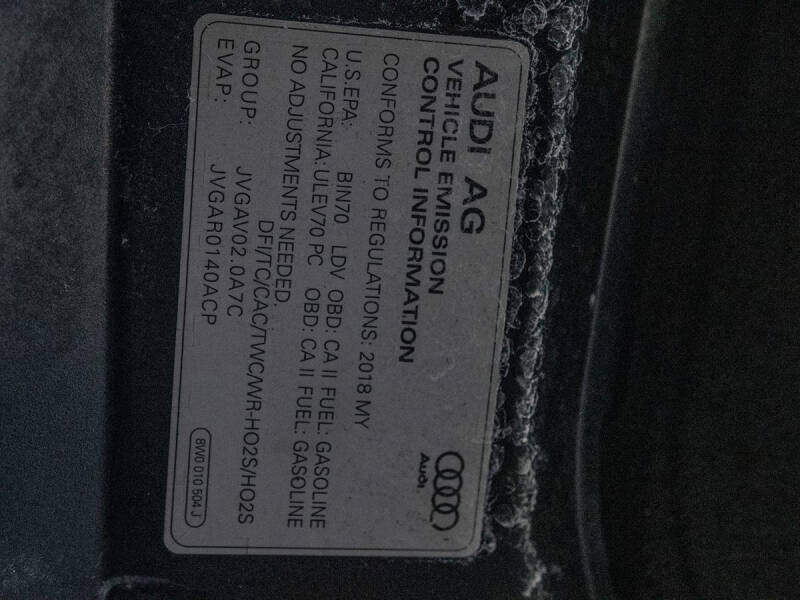 AUDI AG
VEHICLE EMISSION
CONTROL INFORMATION
Audi
CONFORMS TO REGULATIONS: 2018 MY
U.S.EPA: BIN70 LDV OBD: CA II FUEL: GASOLINE
CALIFORNIA: ULEV70 PC OBD: CA II FUEL: GASOLINE
NO ADJUSTMENTS NEEDED.
DFI/TC/CAC/TWC/WR-HO2S/HO2S
GROUP: JVGAV02.0A7C
EVAP: JVGAR0140ACP
8W0 010 504 J